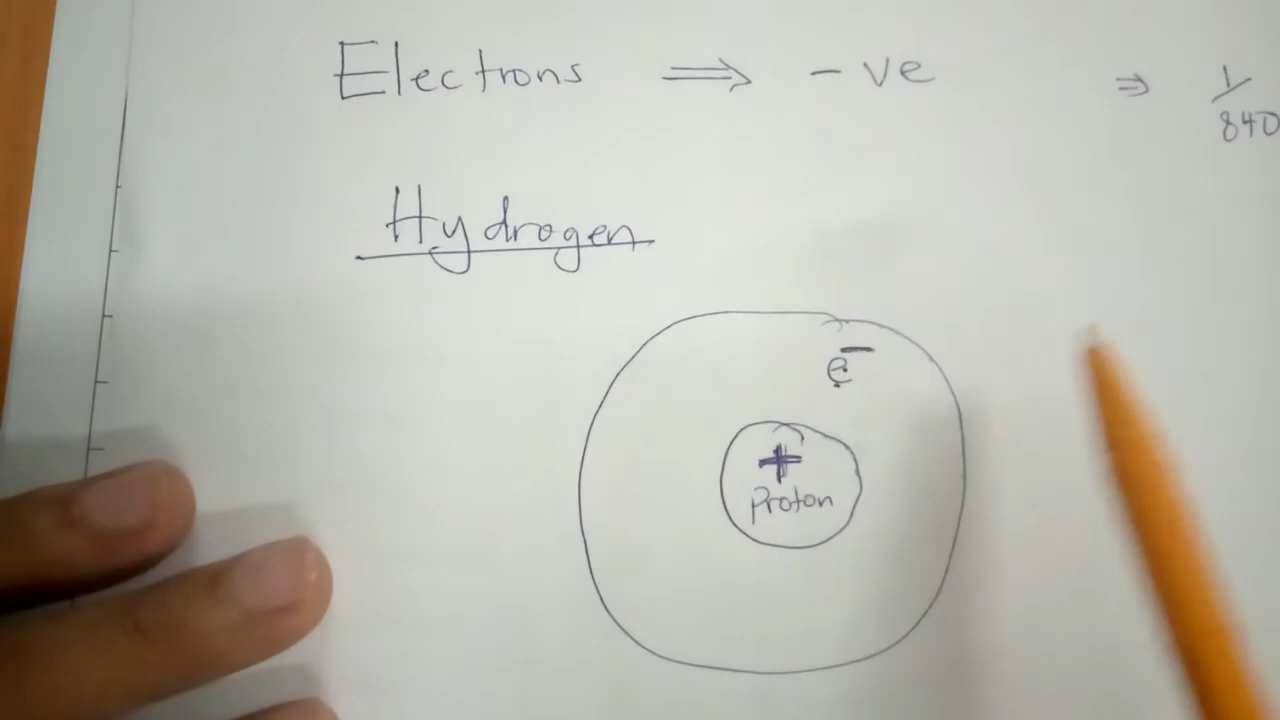 Electrons ⇒ -ve ⇒ 1/840
Hydrogen
e⁻
+
Proton